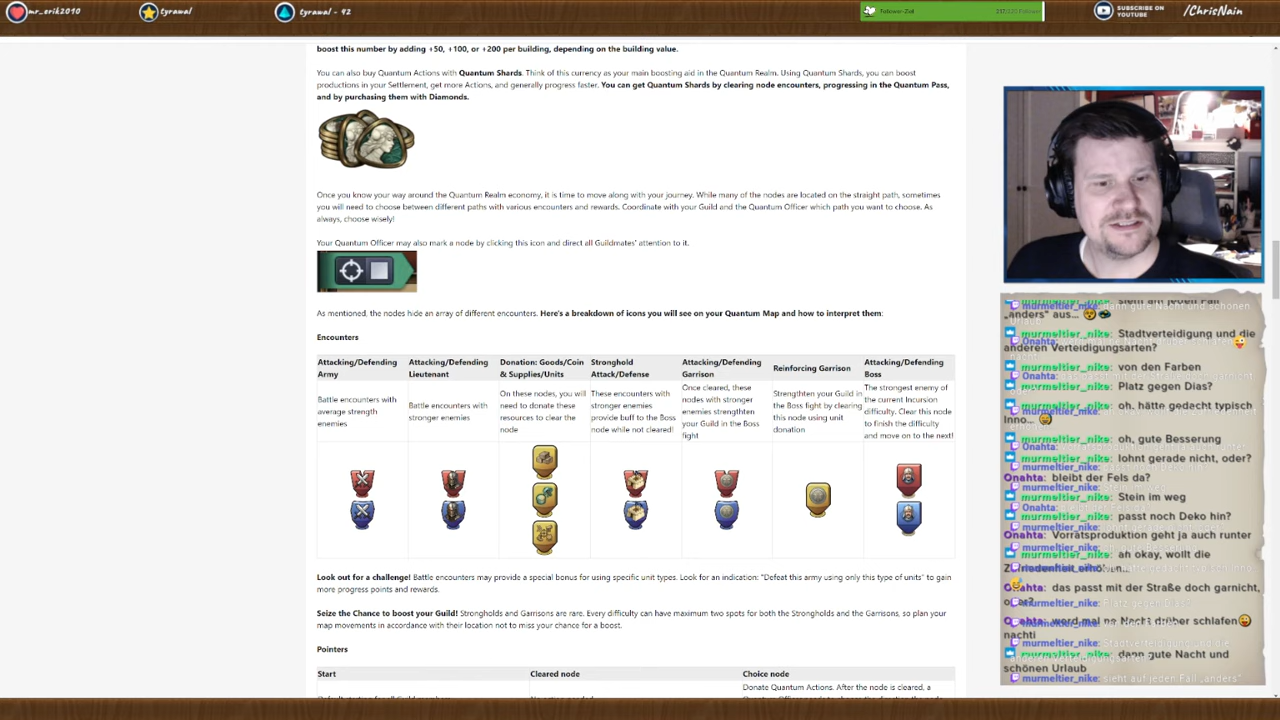 mr_erik2010
tyrawal
tyrawal - 42
Follower-Ziel
SUBSCRIBE ON
YOUTUBE
/ChrisNain
boost this number by adding +50, +100, or +200 per building, depending on the building value.
You can also buy Quantum Actions with Quantum Shards. Think of this currency as your main boosting aid in the Quantum Realm. Using Quantum Shards, you can boost
productions in your Settlement, get more Actions, and generally progress faster. You can get Quantum Shards by clearing node encounters, progressing in the Quantum Pass,
and by purchasing them with Diamonds.
Once you know your way around the Quantum Realm economy, it is time to move along with your journey. While many of the nodes are located on the straight path, sometimes
you will need to choose between different paths with various encounters and rewards. Coordinate with your Guild and the Quantum Officer which path you want to choose. As
always, choose wisely!
Your Quantum Officer may also mark a node by clicking this icon and direct all Guildmates' attention to it.
As mentioned, the nodes hide an array of different encounters. Here's a breakdown of icons you will see on your Quantum Map and how to interpret them:
Encounters
Attacking/Defending
Army
Attacking/Defending
Lieutenant
Donation: Goods/Coin
& Supplies/Units
Stronghold
Attack/Defense
Attacking/Defending
Garrison
Reinforcing Garrison
Attacking/Defending
Boss
Battle encounters with
average strength
enemies
Battle encounters with
stronger enemies
On these nodes, you will
need to donate these
resources to clear the
node
These encounters with
stronger enemies
provide buff to the Boss
node while not cleared!
Once cleared, these
nodes with stronger
enemies strengthten
your Guild in the Boss
fight!
Strengthten your Guild in
the Boss fight by clearing
this node using unit
donation
The strongest enemy of
the current Incursion
difficulty. Clear this node
to finish the difficulty
and move on to the next!
Look out for a challenge! Battle encounters may provide a special bonus for using specific unit types. Look for an indication: "Defeat this army using only this type of units" to gain
more progress points and rewards.
Seize the Chance to boost your Guild! Strongholds and Garrisons are rare. Every difficulty can have maximum two spots for both the Strongholds and the Garrisons, so plan your
map movements in accordance with their location not to miss your chance for a boost.
Pointers
Start
Cleared node
Choice node
Donate Quantum Actions. After the node is cleared, a
„anders" aus...
murmeltier_nike: Stadtverteidigung und die
anderen Verteidigungsarten?
murmeltier_nike: von den Farben
murmeltier_nike: Platz gegen Dias?
murmeltier_nike: oh, hätte gedacht typisch
Inno...
murmeltier_nike: oh, gute Besserung
murmeltier_nike: lohnt gerade nicht, oder?
Onahta: bleibt der Fels da?
murmeltier_nike: Stein im weg
murmeltier_nike: passt noch Deko hin?
Onahta: Vorratsproduktion geht ja auch runter
murmeltier_nike: ah okay, wollt die
Zufriedenheit erhöhen...
Onahta: das passt mit der Straße doch garnicht,
oder?
Onahta: werd mal ne Nacht drüber schlafen
nachti
murmeltier_nike: dann gute Nacht und
schönen Urlaub